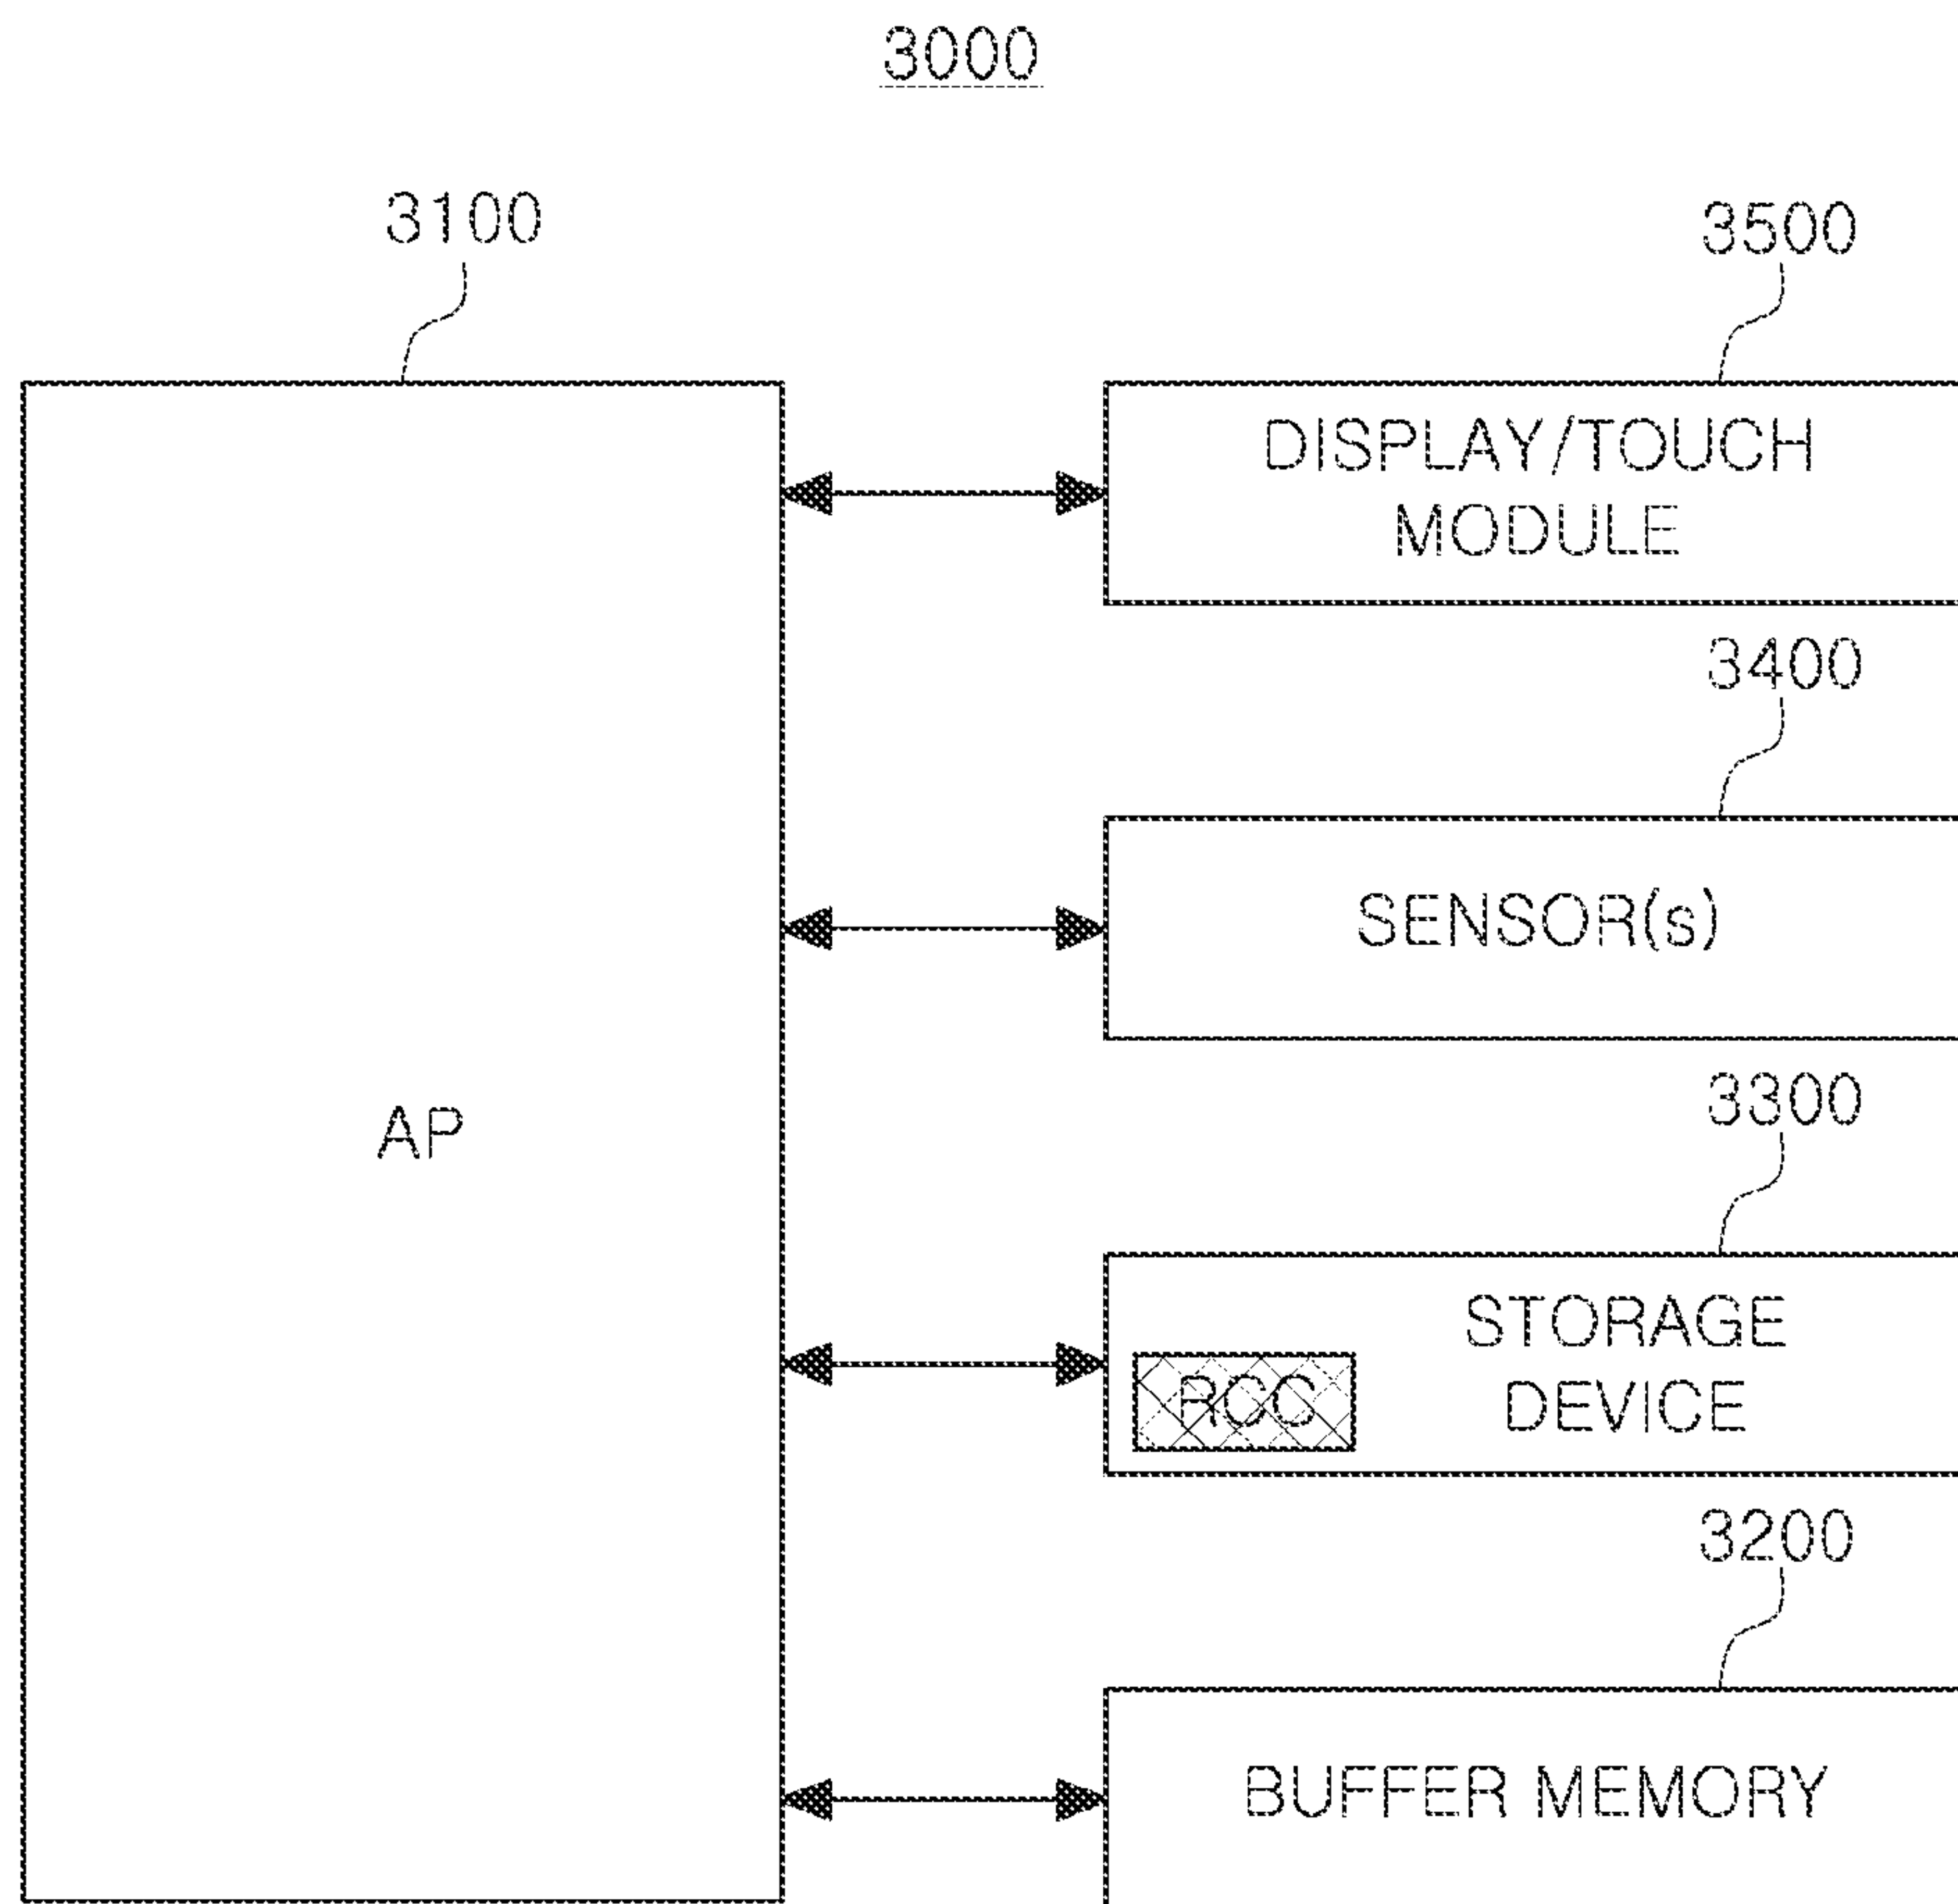 3000
3100
3500
DISPLAY/TOUCH
MODULE
3400
SENSOR(s)
AP
3300
STORAGE
DEVICE
RCC
3200
BUFFER MEMORY